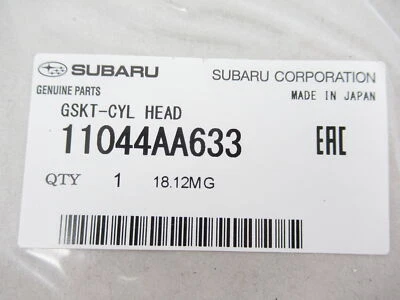 SUBARU
SUBARU CORPORATION
GENUINE PARTS
MADE IN JAPAN
GSKT-CYL HEAD
11044AA633
EAC
QTY 1 18.12MG